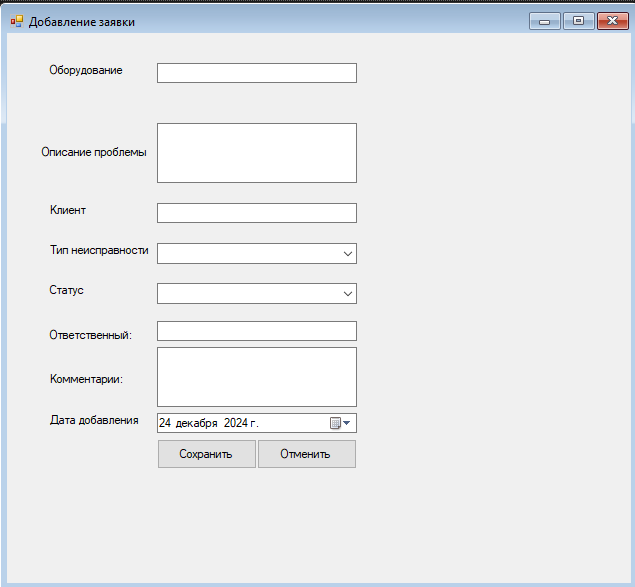 Добавление заявки
Оборудование
Описание проблемы
Клиент
Тип неисправности
Статус
Ответственный:
Комментарии:
Дата добавления 24 декабря 2024 г.
Сохранить Отменить